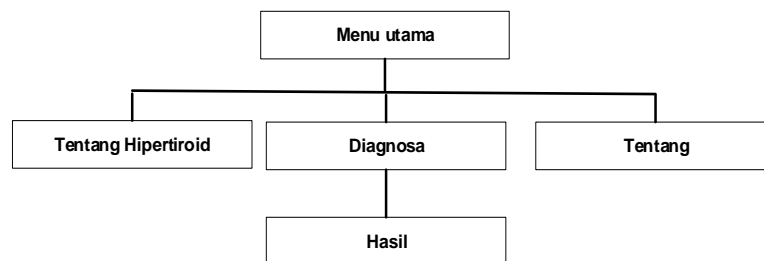 Menu utama
Tentang Hipertiroid
Diagnosa
Tentang
Hasil